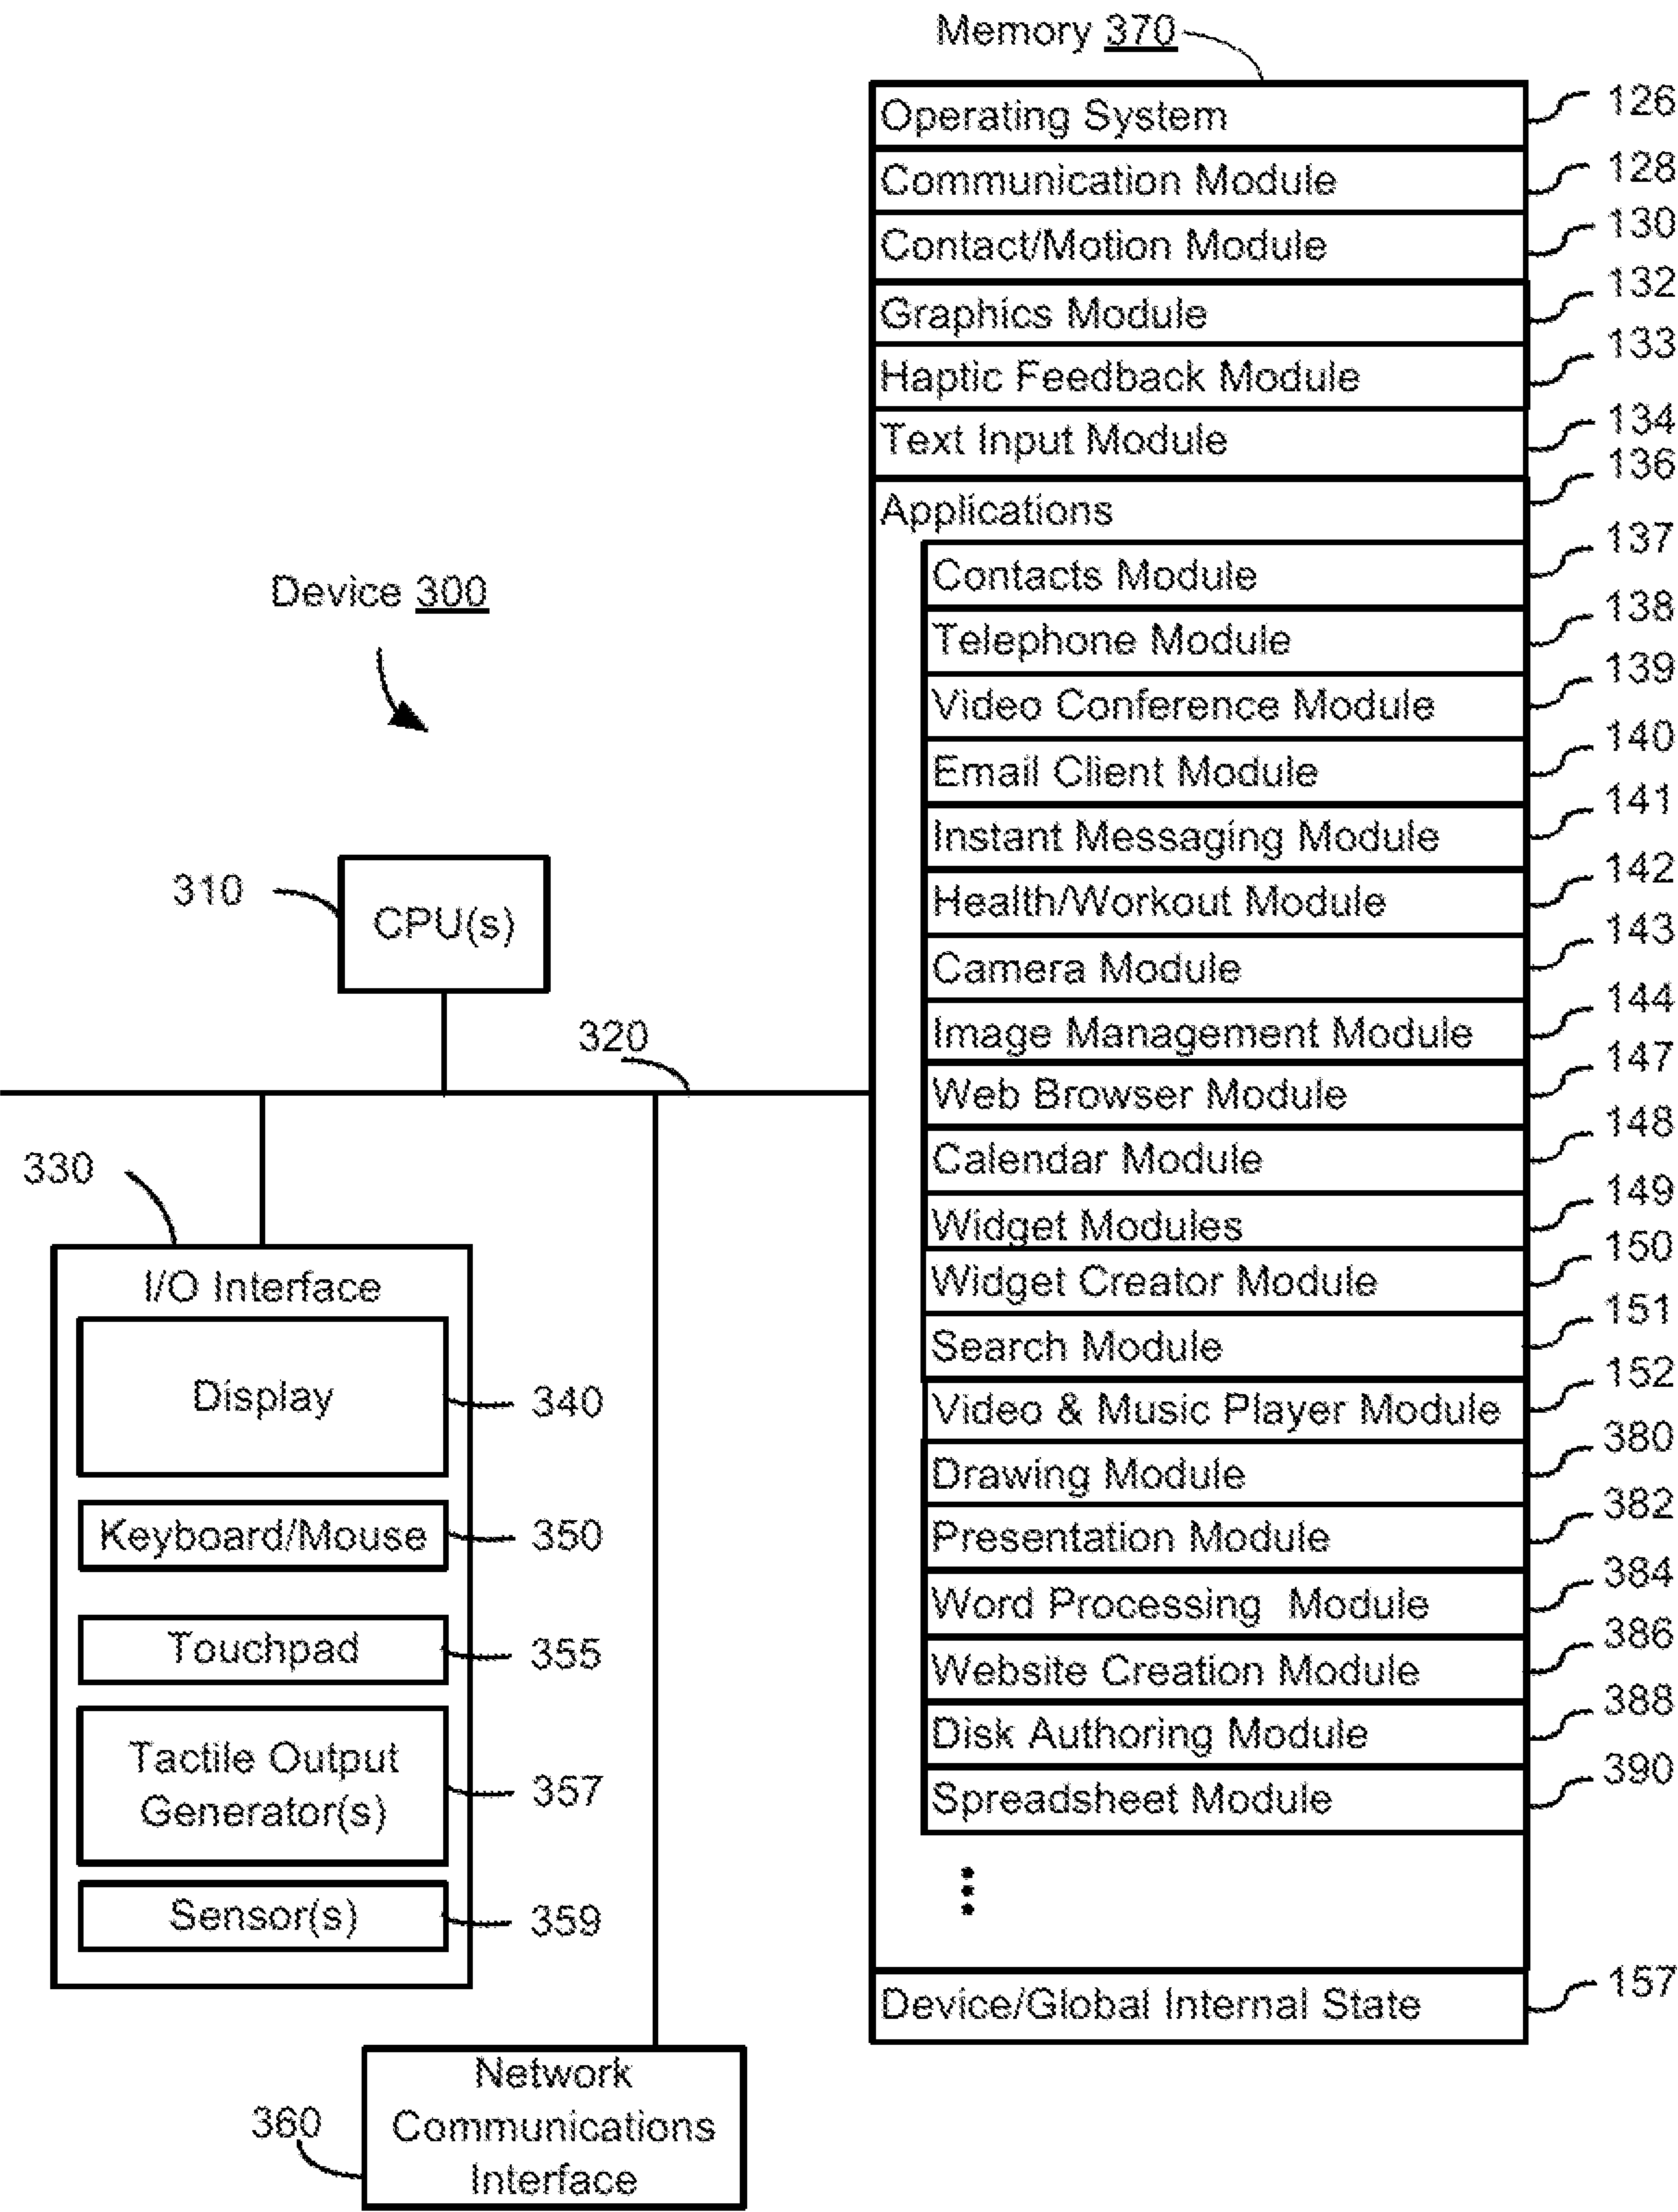 Memory 370
Operating System 126
Communication Module 128
Contact/Motion Module 130
Graphics Module 132
Haptic Feedback Module 133
Text Input Module 134
Applications 136
Contacts Module 137
Telephone Module 138
Video Conference Module 139
Email Client Module 140
Instant Messaging Module 141
Health/Workout Module 142
Camera Module 143
Image Management Module 144
Web Browser Module 147
Calendar Module 148
Widget Modules 149
Widget Creator Module 150
Search Module 151
Video & Music Player Module 152
Drawing Module 380
Presentation Module 382
Word Processing Module 384
Website Creation Module 386
Disk Authoring Module 388
Spreadsheet Module 390
Device/Global Internal State 157
Device 300
310
CPU(s)
320
330
I/O Interface
Display 340
Keyboard/Mouse 350
Touchpad 355
Tactile Output
Generator(s) 357
Sensor(s) 359
360
Network
Communications
Interface